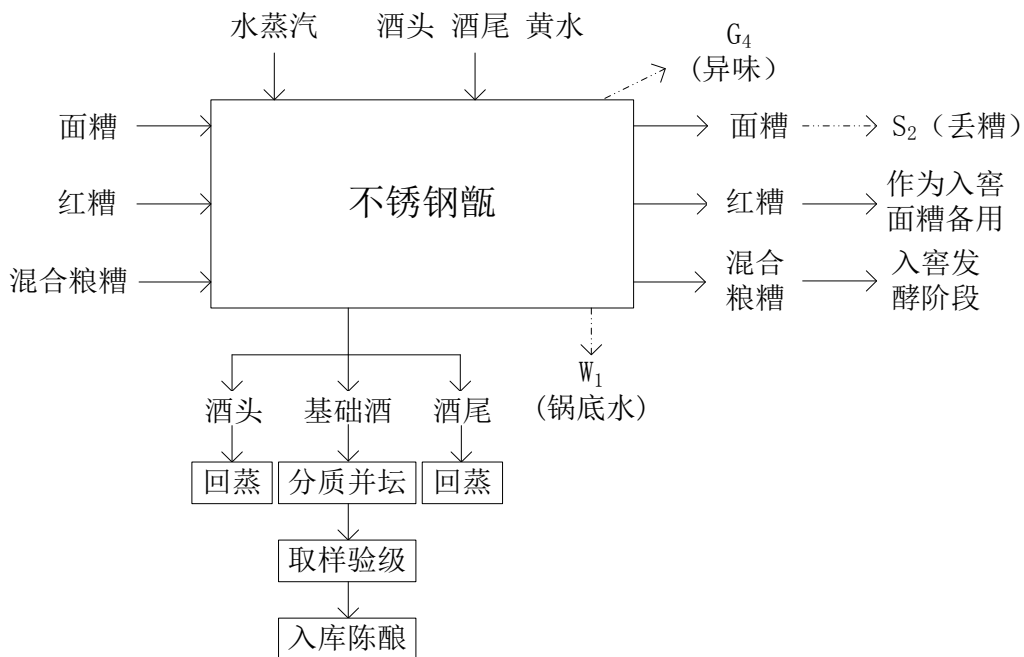 水蒸汽
酒头 酒尾 黄水
G₄
(异味）
面糟
面糟
S₂（丢糟）
红糟
不锈钢甑
红糟
作为入窖
面糟备用
混合粮糟
混合
粮糟
入窖发
酵阶段
W₁
(锅底水)
酒头
基础酒
酒尾
回蒸
分质并坛
回蒸
取样验级
入库陈酿